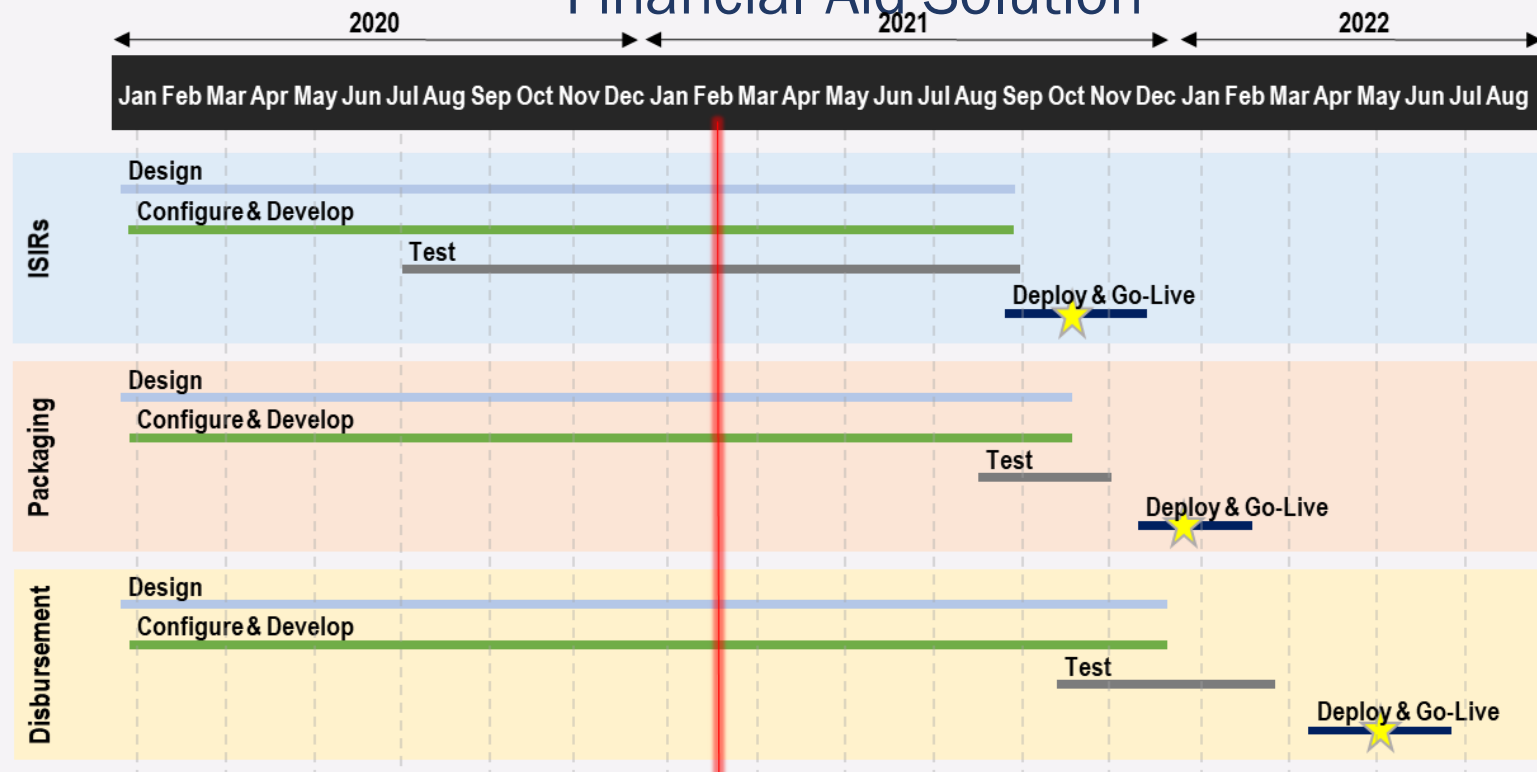 Financial Aid Solution
2020 2021 2022
Jan Feb Mar Apr May Jun Jul Aug Sep Oct Nov Dec Jan Feb Mar Apr May Jun Jul Aug Sep Oct Nov Dec Jan Feb Mar Apr May Jun Jul Aug
ISIRs
Design
Configure & Develop
Test
Deploy & Go-Live
Packaging
Design
Configure & Develop
Test
Deploy & Go-Live
Disbursement
Design
Configure & Develop
Test
Deploy & Go-Live